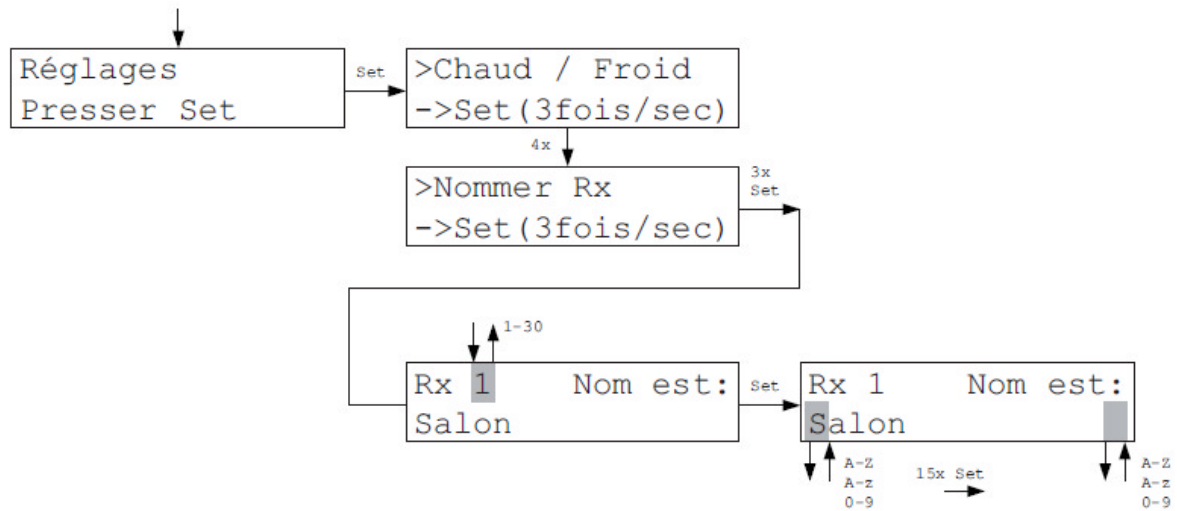 Réglages
Presser Set
Set
>Chaud / Froid
->Set(3fois/sec)
4x
>Nommer Rx
->Set(3fois/sec)
3x
Set
1-30
Rx 1 Nom est:
Salon
Set
Rx 1 Nom est:
Salon
A-Z
A-z
0-9
15x Set
A-Z
A-z
0-9